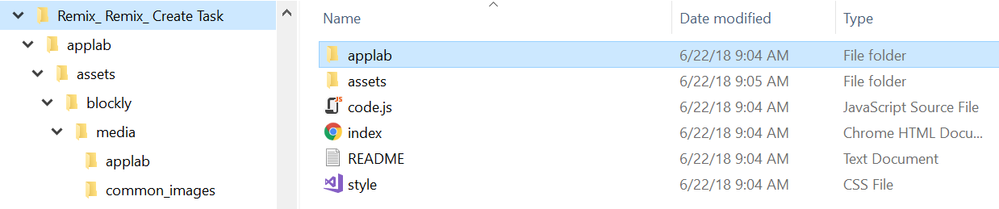 Remix_ Remix_ Create Task
applab
assets
blockly
media
applab
common_images
Name Date modified Type
applab 6/22/18 9:04 AM File folder
assets 6/22/18 9:05 AM File folder
code.js 6/22/18 9:04 AM JavaScript Source File
index 6/22/18 9:04 AM Chrome HTML Docu...
README 6/22/18 9:04 AM Text Document
style 6/22/18 9:04 AM CSS File